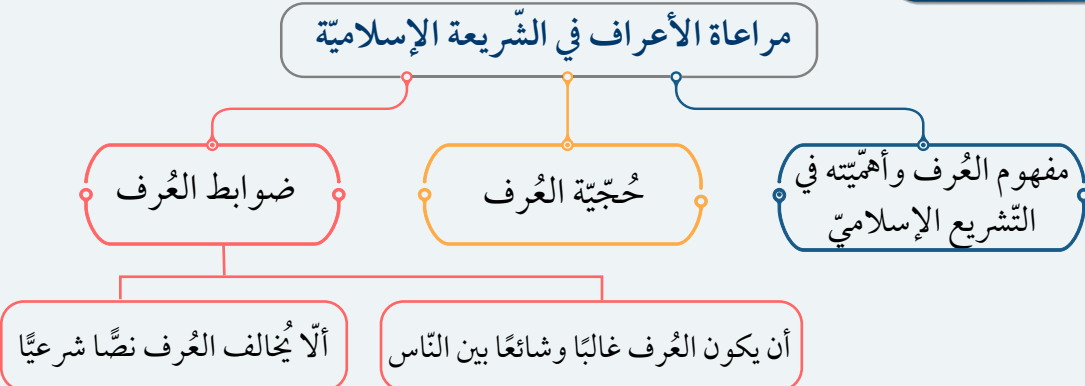 مراعاة الأعراف في الشّريعة الإسلاميّة
مفهوم العُرف وأهمّيّته في
التّشريع الإسلاميّ
حُجّيّة العُرف
ضوابط العُرف
أن يكون العُرف غالبًا وشائعًا بين النّاس
ألّا يُخالف العُرف نصًّا شرعيًّا